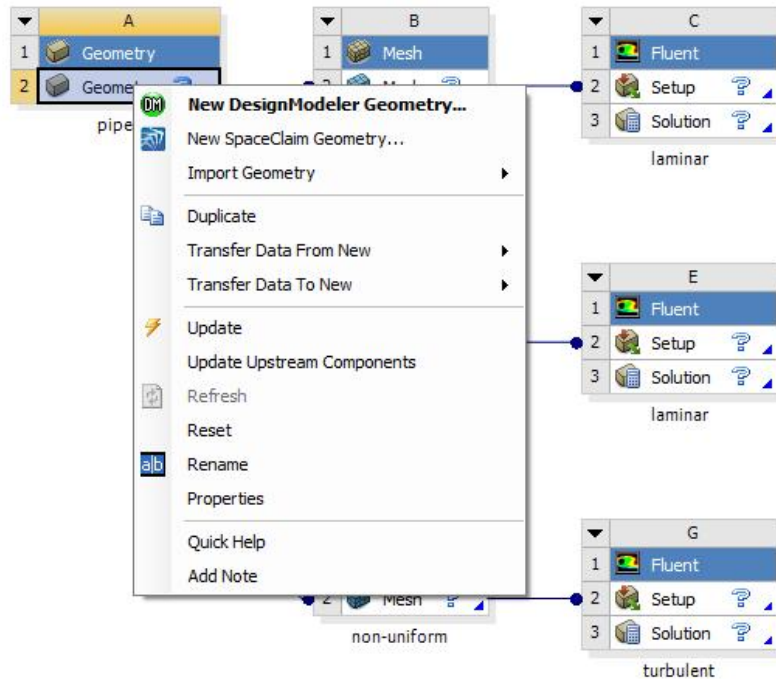 A
1 Geometry
2 Geomet
pipe
B
1 Mesh
C
1 Fluent
2 Setup
3 Solution
laminar
DM New DesignModeler Geometry...
New SpaceClaim Geometry...
Import Geometry
Duplicate
Transfer Data From New
Transfer Data To New
Update
Update Upstream Components
Refresh
Reset
a|b Rename
Properties
Quick Help
Add Note
E
1 Fluent
2 Setup
3 Solution
laminar
2 Mesh
non-uniform
G
1 Fluent
2 Setup
3 Solution
turbulent